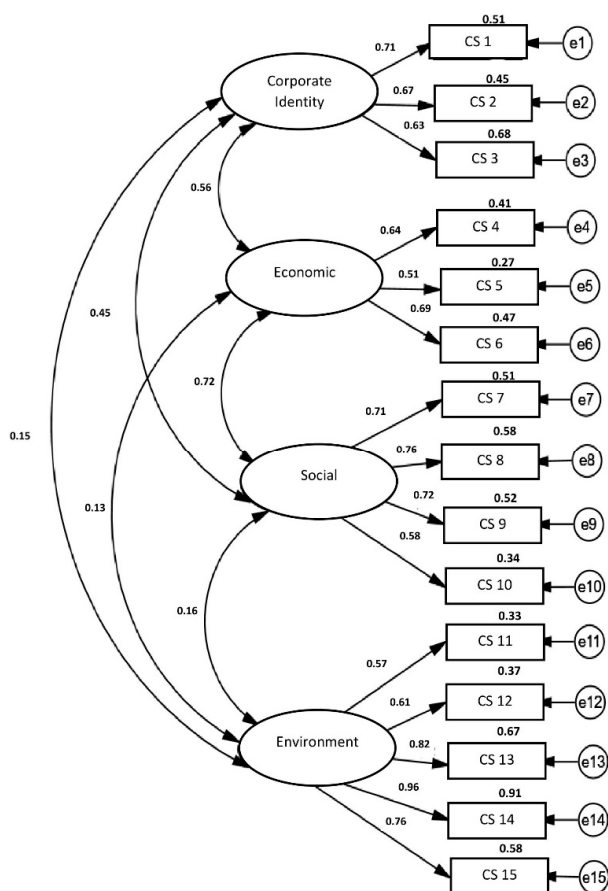 0.51
0.71
CS 1
e1
Corporate
Identity
0.45
0.67
CS 2
e2
0.63
0.68
CS 3
e3
0.56
0.41
0.64
CS 4
e4
Economic
0.27
0.51
CS 5
e5
0.69
0.47
CS 6
e6
0.45
0.72
0.51
0.71
CS 7
e7
0.15
0.58
0.76
CS 8
e8
Social
0.72
0.52
CS 9
e9
0.13
0.58
0.34
CS 10
e10
0.16
0.33
0.57
CS 11
e11
0.37
0.61
CS 12
e12
Environment
0.67
0.82
CS 13
e13
0.96
0.91
CS 14
e14
0.76
0.58
CS 15
e15